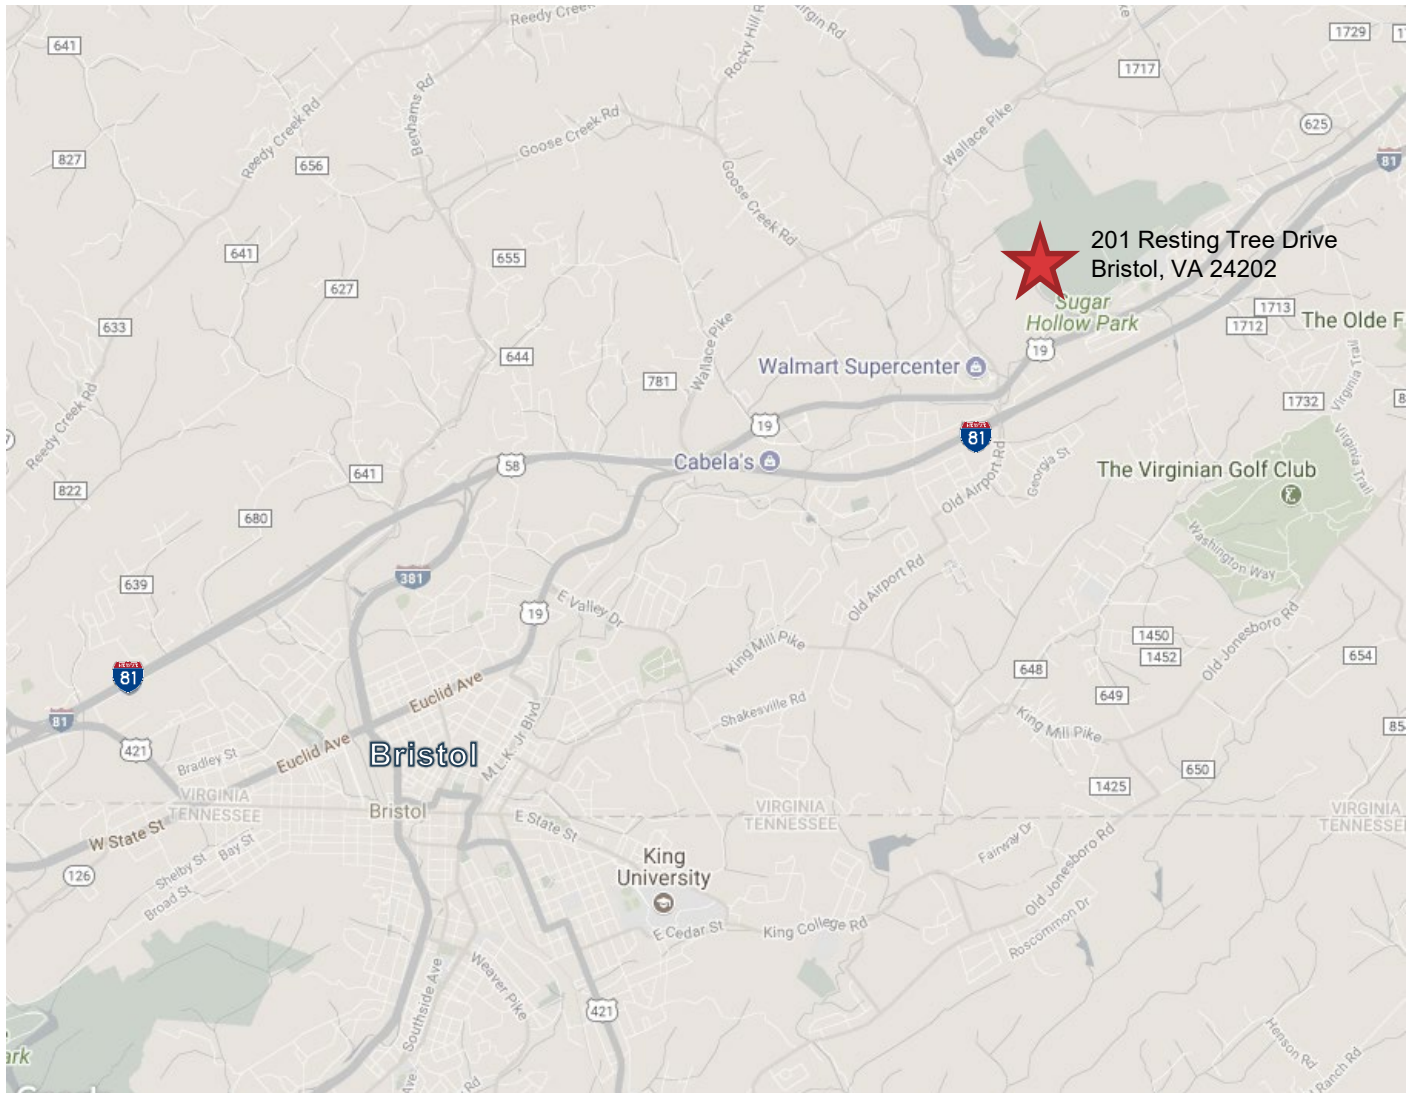 Reedy Creek
641
1729
Rocky Hill R
rgin Rd
ke
1717
Benhams Rd
Reedy Creek Rd
Goose Creek Rd
Wallace Pike
625
827
656
81
Goose Creek Rd
641
655
201 Resting Tree Drive
Bristol, VA 24202
627
Sugar
Hollow Park
1713
1712
The Olde F
633
644
Wallace Pike
19
Walmart Supercenter
781
Virginia Trail
1732
8
Reedy Creek Rd
19
81
58
Cabela's
641
Old Airport Rd
Georgia St
The Virginian Golf Club
Virginia Trail
822
680
Washington Way
381
639
19
E Valley Dr
Old Airport Rd
King Mill Pike
1450
1452
Old Jonesboro Rd
654
648
649
81
81
Euclid Ave
Shakesville Rd
King Mill Pike
85
421
Bradley St
Euclid Ave
Bristol
M.L.K. Jr Blvd
650
1425
VIRGINIA
TENNESSEE
Bristol
VIRGINIA
TENNESSEE
VIRGINIA
TENNESSEE
W State St
E State St
Fairway Dr
Old Jonesboro Rd
126
Shelby St
Bay St
Broad St
King
University
E Cedar St
King College Rd
Roscommon Dr
Southside Ave
Weaver Pike
421
Henson Rd
ark
Ave
Rd
Ranch Rd